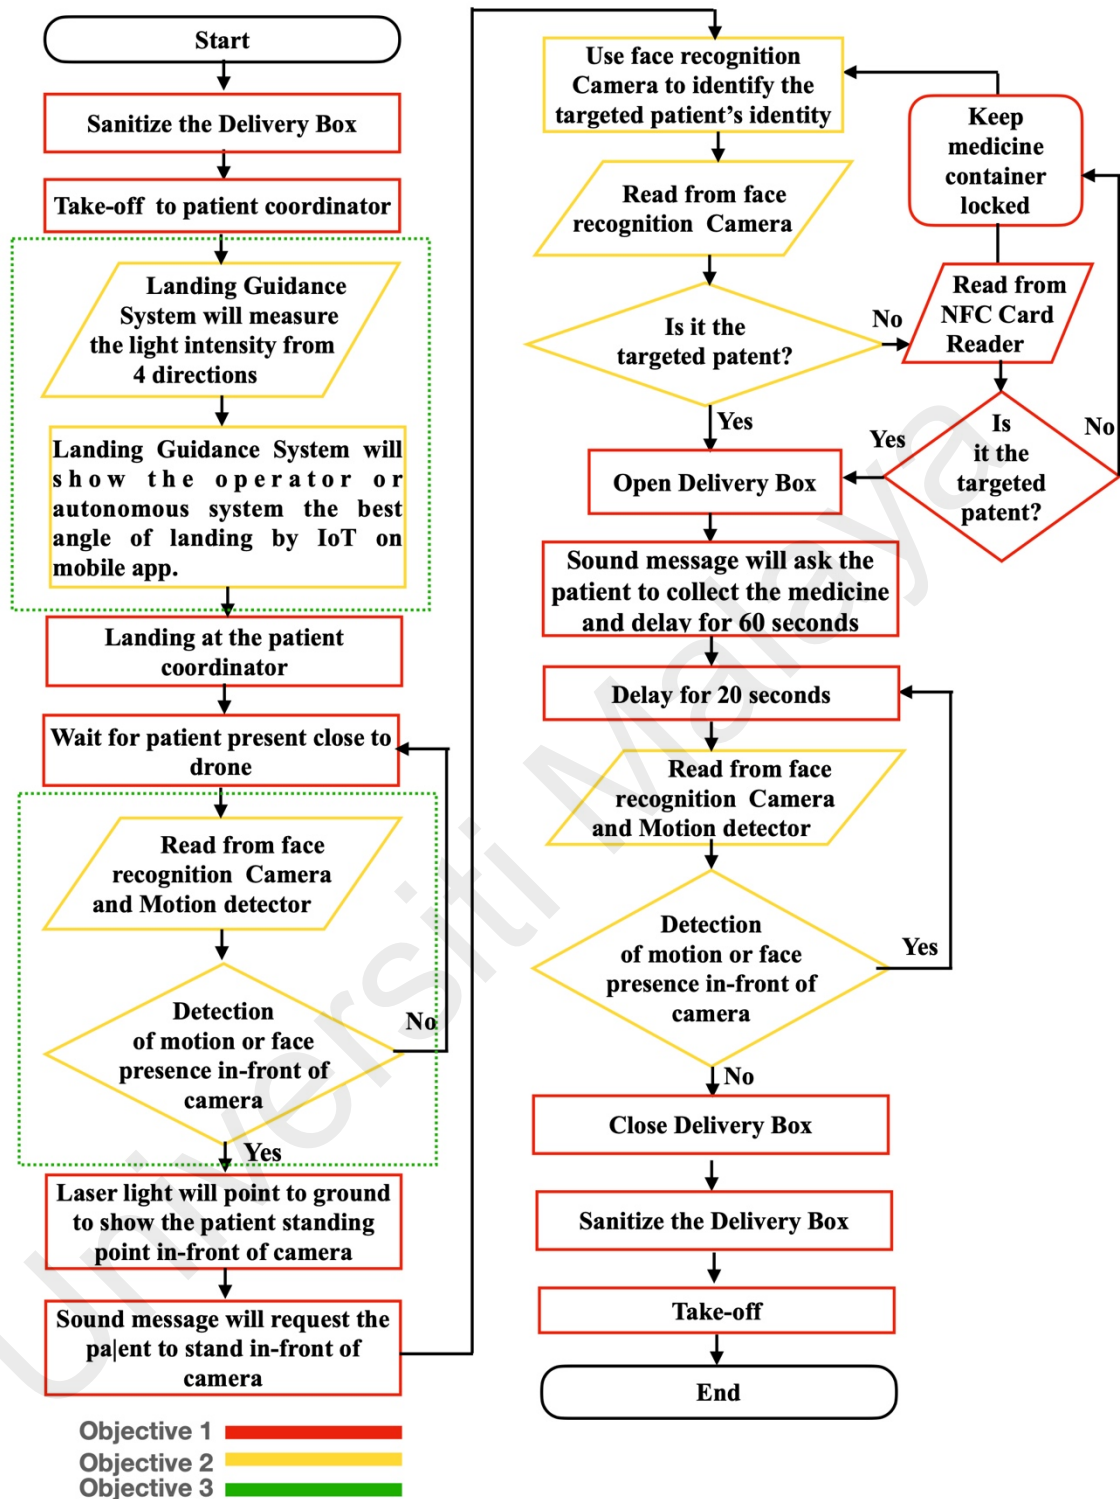 Start
Sanitize the Delivery Box
Take-off to patient coordinator
Landing Guidance
System will measure
the light intensity from
4 directions
Landing Guidance System will
show the operator or
autonomous system the best
angle of landing by IoT on
mobile app.
Landing at the patient
coordinator
Wait for patient present close to
drone
Read from face
recognition Camera
and Motion detector
Detection
of motion or face
presence in-front of
camera
No
Yes
Laser light will point to ground
to show the patient standing
point in-front of camera
Sound message will request the
pa|ent to stand in-front of
camera
Use face recognition
Camera to identify the
targeted patient's identity
Read from face
recognition Camera
Is it the
targeted patent?
No
Yes
Keep
medicine
container
locked
Read from
NFC Card
Reader
Is
it the
targeted
patent?
No
Yes
Open Delivery Box
Sound message will ask the
patient to collect the medicine
and delay for 60 seconds
Delay for 20 seconds
Read from face
recognition Camera
and Motion detector
Detection
of motion or face
presence in-front of
camera
Yes
No
Close Delivery Box
Sanitize the Delivery Box
Take-off
End
Objective 1
Objective 2
Objective 3
Universiti Malaya